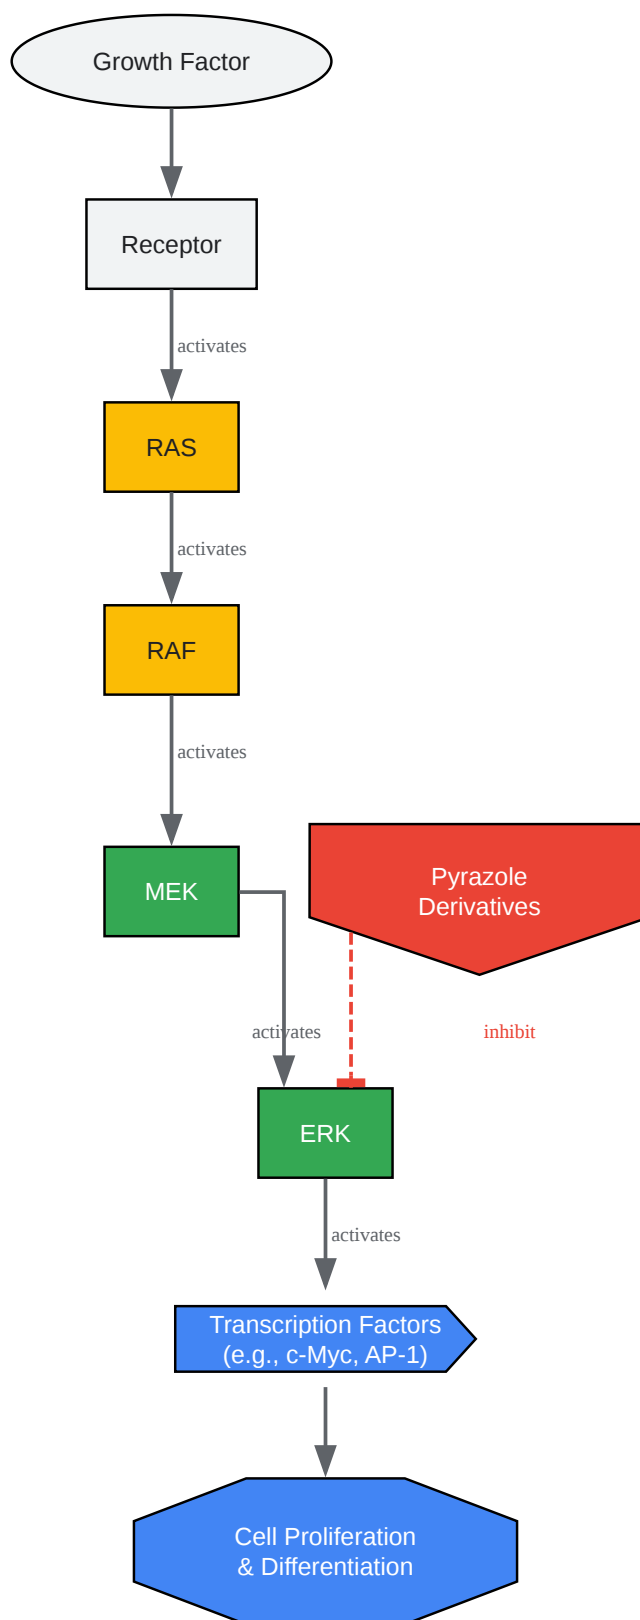 Growth Factor
Receptor
activates
RAS
activates
RAF
activates
MEK
Pyrazole
Derivatives
activates
inhibit
ERK
activates
Transcription Factors
(e.g., c-Myc, AP-1)
Cell Proliferation
& Differentiation